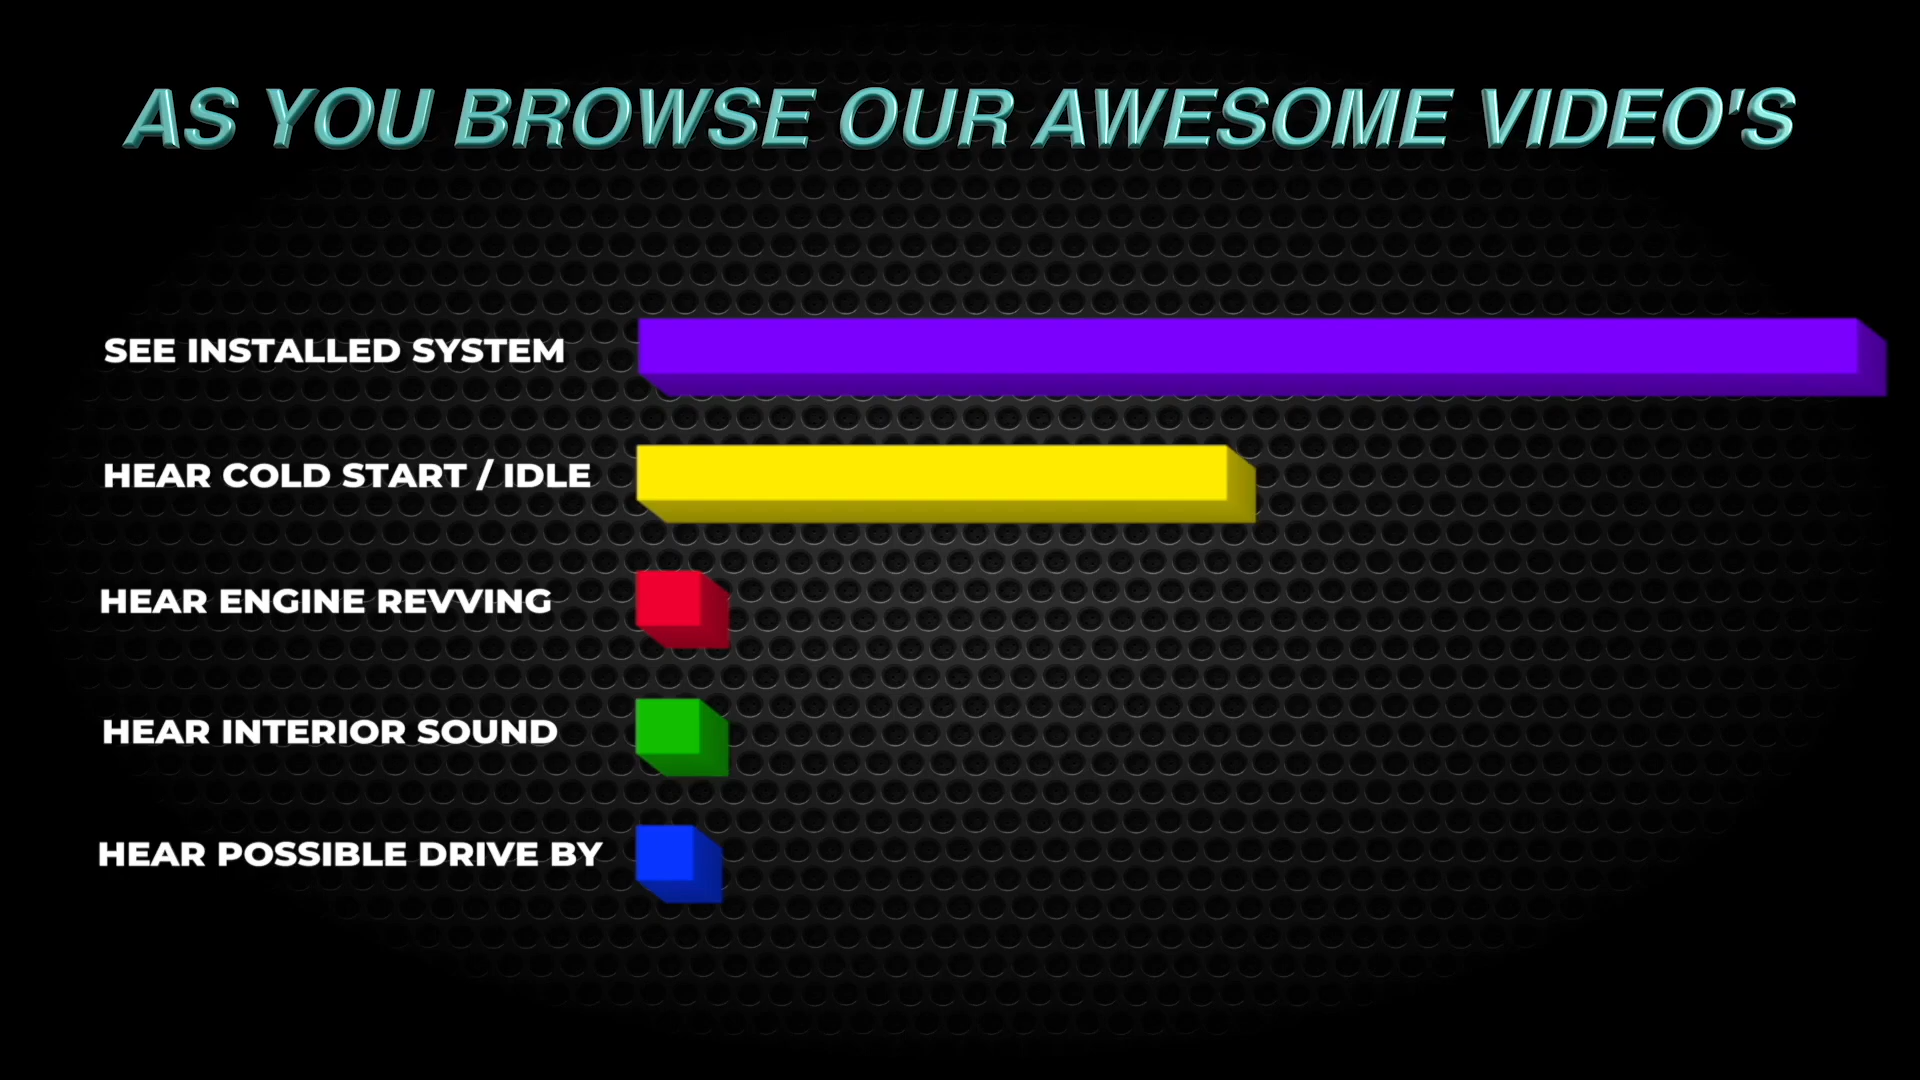 AS YOU BROWSE OUR AWESOME VIDEO'S
SEE INSTALLED SYSTEM
HEAR COLD START / IDLE
HEAR ENGINE REVVING
HEAR INTERIOR SOUND
HEAR POSSIBLE DRIVE BY